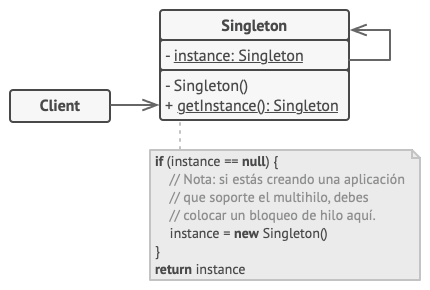 Singleton
- instance: Singleton
- Singleton()
+ getInstance(): Singleton
Client
if (instance == null) {
// Nota: si estás creando una aplicación
// que soporte el multihilo, debes
// colocar un bloqueo de hilo aquí.
instance = new Singleton()
}
return instance